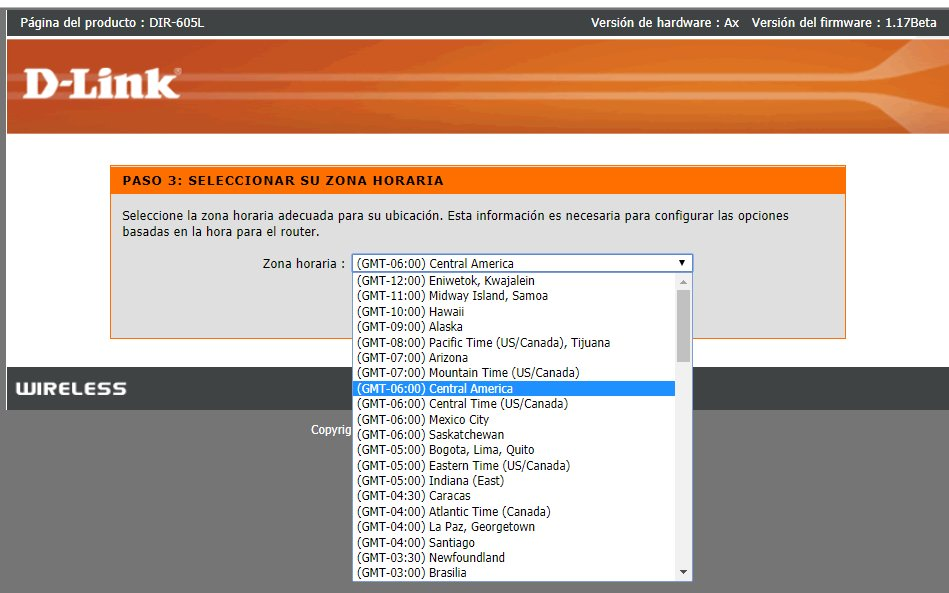 Página del producto : DIR-605L Versión de hardware : Ax Versión del firmware : 1.17Beta
D-Link®
PASO 3: SELECCIONAR SU ZONA HORARIA
Seleccione la zona horaria adecuada para su ubicación. Esta información es necesaria para configurar las opciones
basadas en la hora para el router.
Zona horaria : (GMT-06:00) Central America
(GMT-12:00) Eniwetok, Kwajalein
(GMT-11:00) Midway Island, Samoa
(GMT-10:00) Hawaii
(GMT-09:00) Alaska
(GMT-08:00) Pacific Time (US/Canada), Tijuana
(GMT-07:00) Arizona
(GMT-07:00) Mountain Time (US/Canada)
(GMT-06:00) Central America
(GMT-06:00) Central Time (US/Canada)
(GMT-06:00) Mexico City
(GMT-06:00) Saskatchewan
(GMT-05:00) Bogota, Lima, Quito
(GMT-05:00) Eastern Time (US/Canada)
(GMT-05:00) Indiana (East)
(GMT-04:30) Caracas
(GMT-04:00) Atlantic Time (Canada)
(GMT-04:00) La Paz, Georgetown
(GMT-04:00) Santiago
(GMT-03:30) Newfoundland
(GMT-03:00) Brasilia
WIRELESS
Copyrig